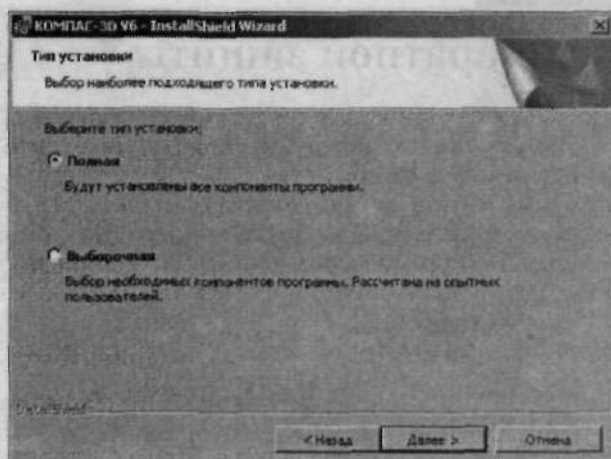 КОМПАС-3D V6 - InstallShield Wizard
Тип установки
Выбор наиболее подходящего типа установки.
Выберите тип установки:
Полная
Будут установлены все компоненты программы.
Выборочная
Выбор необходимых компонентов программы. Рассчитана на опытных
пользователей.
InstallShield
< Назад
Далее >
Отмена